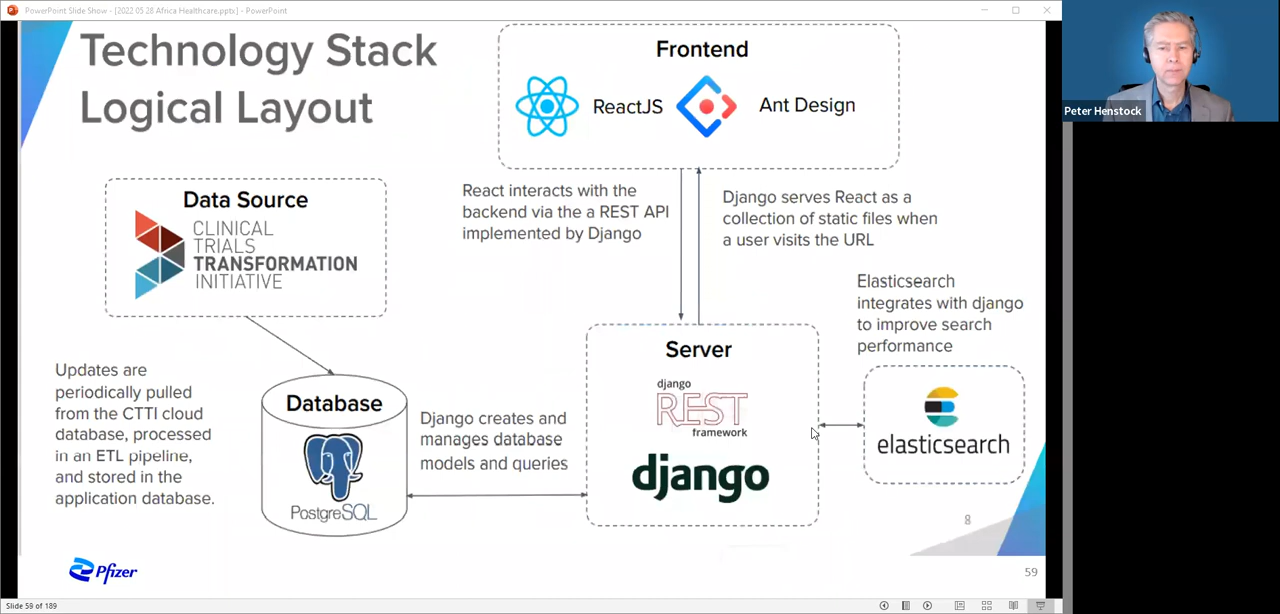 PowerPoint Slide Show - [2022 05 28 Africa Healthcare.pptx] - PowerPoint
Technology Stack
Logical Layout
Frontend
ReactJS
Ant Design
Peter Henstock
Data Source
CLINICAL
TRIALS
TRANSFORMATION
INITIATIVE
React interacts with the
backend via the a REST API
implemented by Django
Django serves React as a
collection of static files when
a user visits the URL
Elasticsearch
integrates with django
to improve search
performance
Updates are
periodically pulled
from the CTTI cloud
database, processed
in an ETL pipeline,
and stored in the
application database.
Database
PostgreSQL
Django creates and
manages database
models and queries
Server
django
REST
framework
django
elasticsearch
8
Pfizer
59
Slide 59 of 189